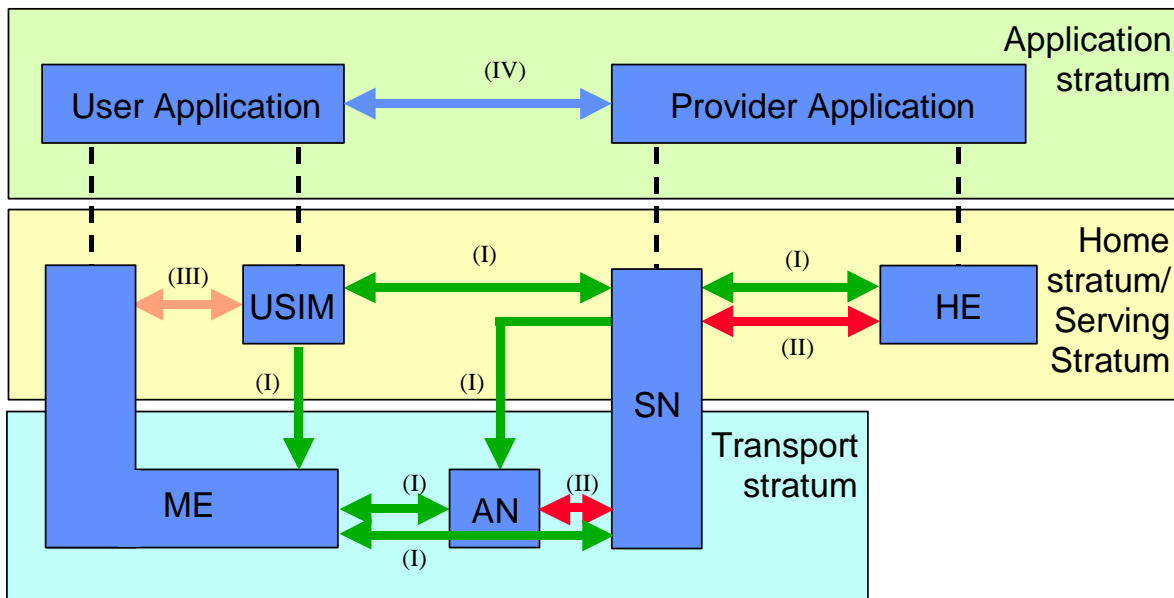 Application
stratum
(IV)
User Application
Provider Application
Home
stratum/
Serving
Stratum
(III)
(I)
(I)
USIM
HE
(II)
(I)
(I)
SN
Transport
stratum
ME
(I)
AN
(II)
(I)